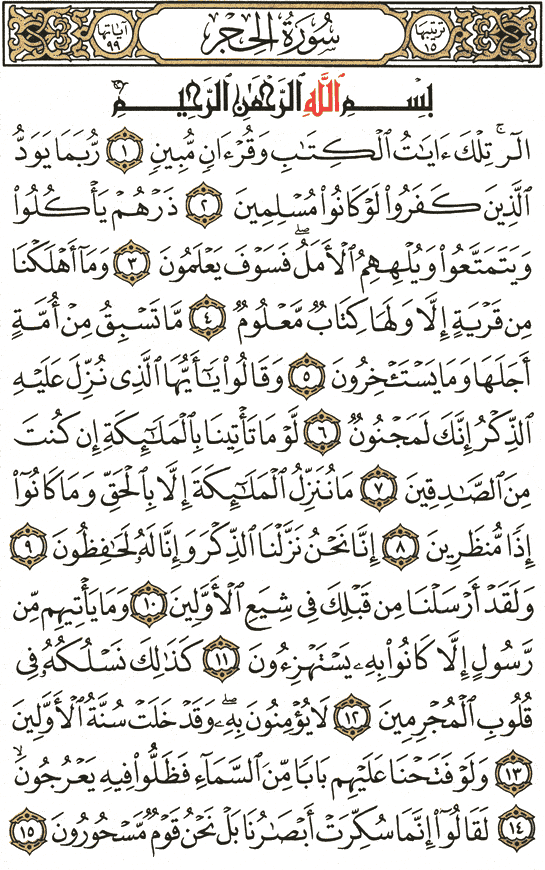 ترتيبها ١٥ سُورَةُ الحِجْرِ آياتها ٩٩
بِسْمِ ٱللَّهِ ٱلرَّحْمَٰنِ ٱلرَّحِيمِ
الٓر ۚ تِلْكَ ءَايَٰتُ ٱلْكِتَٰبِ وَقُرْءَانٍ مُّبِينٍ ١ رُّبَمَا يَوَدُّ
ٱلَّذِينَ كَفَرُوا۟ لَوْ كَانُوا۟ مُسْلِمِينَ ٢ ذَرْهُمْ يَأْكُلُوا۟
وَيَتَمَتَّعُوا۟ وَيُلْهِهِمُ ٱلْأَمَلُ ۖ فَسَوْفَ يَعْلَمُونَ ٣ وَمَآ أَهْلَكْنَا
مِن قَرْيَةٍ إِلَّا وَلَهَا كِتَابٌ مَّعْلُومٌ ٤ مَّا تَسْبِقُ مِنْ أُمَّةٍ
أَجَلَهَا وَمَا يَسْتَـْٔخِرُونَ ٥ وَقَالُوا۟ يَٰٓأَيُّهَا ٱلَّذِى نُزِّلَ عَلَيْهِ
ٱلذِّكْرُ إِنَّكَ لَمَجْنُونٌ ٦ لَّوْ مَا تَأْتِينَا بِٱلْمَلَٰٓئِكَةِ إِن كُنتَ
مِنَ ٱلصَّٰدِقِينَ ٧ مَا نُنَزِّلُ ٱلْمَلَٰٓئِكَةَ إِلَّا بِٱلْحَقِّ وَمَا كَانُوٓا۟
إِذًا مُّنظَرِينَ ٨ إِنَّا نَحْنُ نَزَّلْنَا ٱلذِّكْرَ وَإِنَّا لَهُۥ لَحَٰفِظُونَ ٩
وَلَقَدْ أَرْسَلْنَا مِن قَبْلِكَ فِى شِيَعِ ٱلْأَوَّلِينَ ١٠ وَمَا يَأْتِيهِم مِّن
رَّسُولٍ إِلَّا كَانُوا۟ بِهِۦ يَسْتَهْزِءُونَ ١١ كَذَٰلِكَ نَسْلُكُهُۥ فِى
قُلُوبِ ٱلْمُجْرِمِينَ ١٢ لَا يُؤْمِنُونَ بِهِۦ ۖ وَقَدْ خَلَتْ سُنَّةُ ٱلْأَوَّلِينَ
١٣ وَلَوْ فَتَحْنَا عَلَيْهِم بَابًا مِّنَ ٱلسَّمَآءِ فَظَلُّوا۟ فِيهِ يَعْرُجُونَ ۙ
١٤ لَقَالُوٓا۟ إِنَّمَا سُكِّرَتْ أَبْصَٰرُنَا بَلْ نَحْنُ قَوْمٌ مَّسْحُورُونَ ١٥